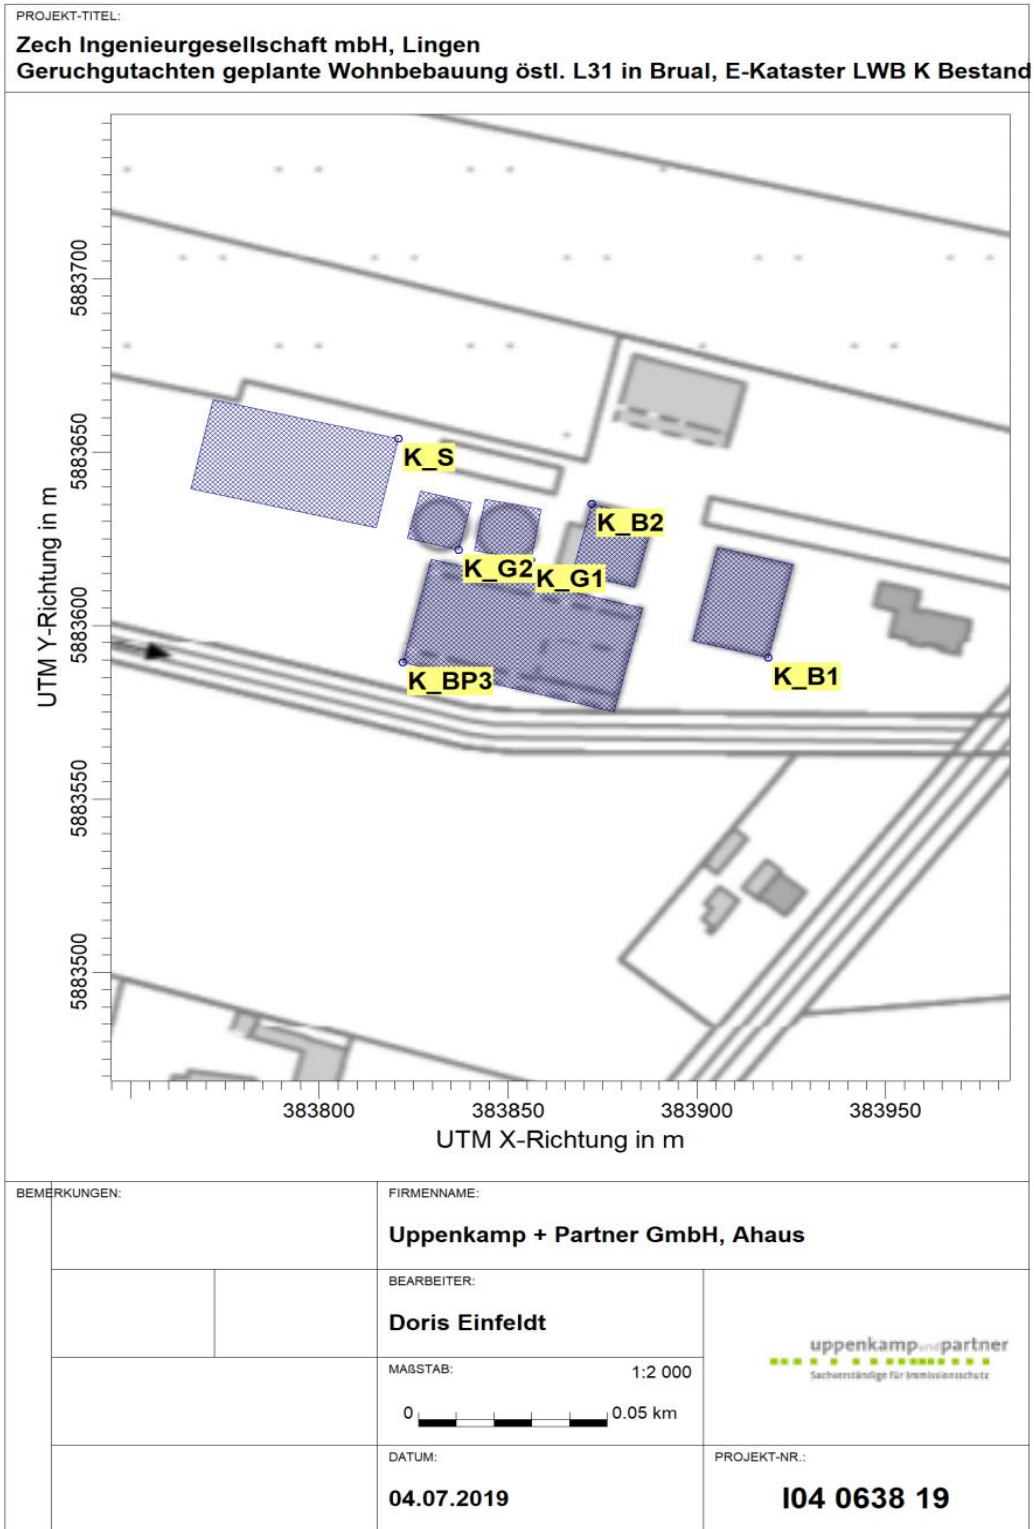 PROJEKT-TITEL:
Zech Ingenieurgesellschaft mbH, Lingen
Geruchgutachten geplante Wohnbebauung östl. L31 in Brual, E-Kataster LWB K Bestand
5883700
5883650
5883600
5883550
5883500
UTM Y-Richtung in m
K_S
K_B2
K_G2
K_G1
K_B1
K_BP3
383800
383850
383900
383950
UTM X-Richtung in m
BEMERKUNGEN:
FIRMENNAME:
Uppenkamp + Partner GmbH, Ahaus
BEARBEITER:
Doris Einfeldt
uppenkampundpartner
Sachverständige für Immissionsschutz
MAßSTAB:
1:2 000
0
0.05 km
DATUM:
04.07.2019
PROJEKT-NR.:
I04 0638 19